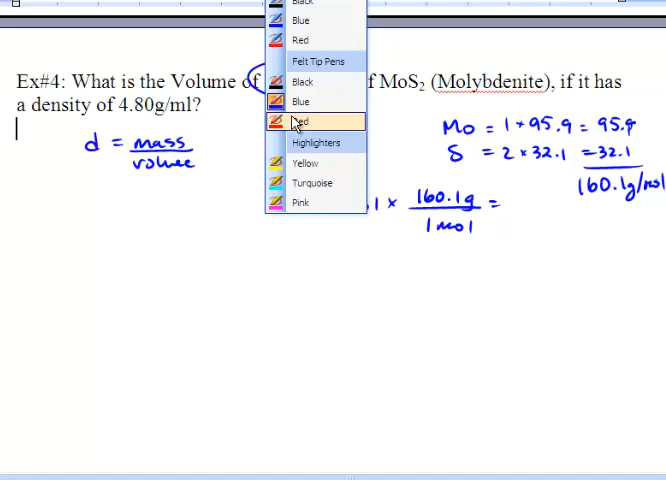 Black
Blue
Red
Felt Tip Pens
Black
Blue
Red
Highlighters
Yellow
Turquoise
Pink
Ex#4: What is the Volume of
of MoS₂ (Molybdenite), if it has
a density of 4.80g/ml?
d = mass
volume
Mo = 1 × 95.9 = 95.9
S = 2 × 32.1 = 32.1
160.1g/mol
1 × 160.1g =
1 mol